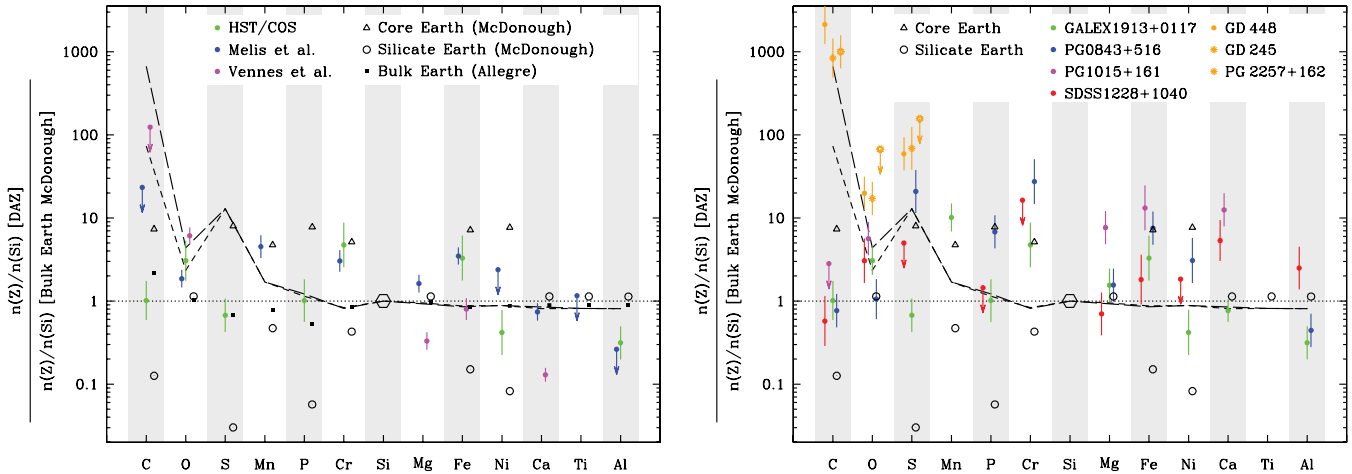 HST/COS
Melis et al.
Vennes et al.
Core Earth (McDonough)
Silicate Earth (McDonough)
Bulk Earth (Allegre)
1000
100
10
1
0.1
n(Z)/n(Si) [DAZ]
n(Z)/n(Si) [Bulk Earth McDonough]
C O S Mn P Cr Si Mg Fe Ni Ca Ti Al
Core Earth
Silicate Earth
GALEX1913+0117
PG0843+516
PG1015+161
SDSS1228+1040
GD 448
GD 245
PG 2257+162
1000
100
10
1
0.1
n(Z)/n(Si) [DAZ]
n(Z)/n(Si) [Bulk Earth McDonough]
C O S Mn P Cr Si Mg Fe Ni Ca Ti Al